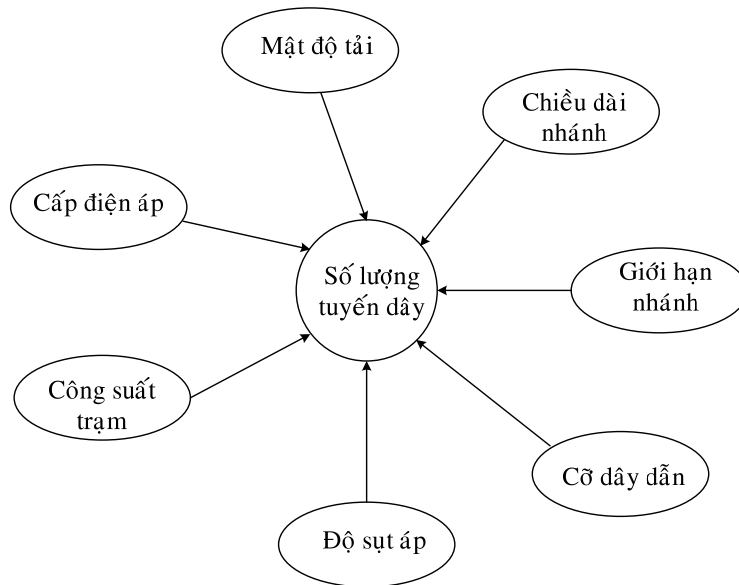 Mật độ tải
Chiều dài
nhánh
Cấp điện áp
Số lượng
tuyến dây
Giới hạn
nhánh
Công suất
trạm
Cỡ dây dẫn
Độ sụt áp